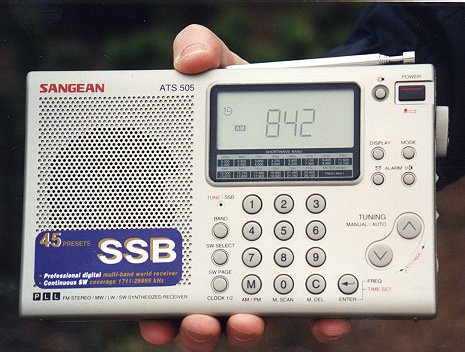 SANGEAN
ATS 505
POWER
AM
842
SHORTWAVE BAND
DISPLAY MODE
ALARM
TUNE / SSB
BAND
1 2 3
TUNING
MANUAL / AUTO
SW SELECT
4 5 6
SW PAGE
7 8 9
CLOCK 1/2
M 0 C
AM / PM M. SCAN M. DEL ENTER
FREQ
TIME SET
45 PRESETS
SSB
• Professional digital multi-band world receiver
• Continuous SW coverage 1711-29999 kHz
PLL FM STEREO / MW / LW / SW SYNTHESIZED RECEIVER